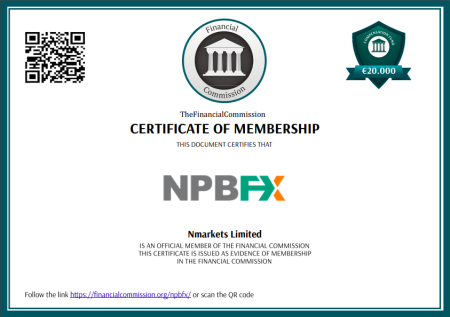 Financial
Commission
COMPENSATION FUND
€20.000
TheFinancialCommission
CERTIFICATE OF MEMBERSHIP
THIS DOCUMENT CERTIFIES THAT
NPBFX
Nmarkets Limited
IS AN OFFICIAL MEMBER OF THE FINANCIAL COMMISSION
THIS CERTIFICATE IS ISSUED AS EVIDENCE OF MEMBERSHIP
IN THE FINANCIAL COMMISSION
Follow the link https://financialcommission.org/npbfx/ or scan the QR code